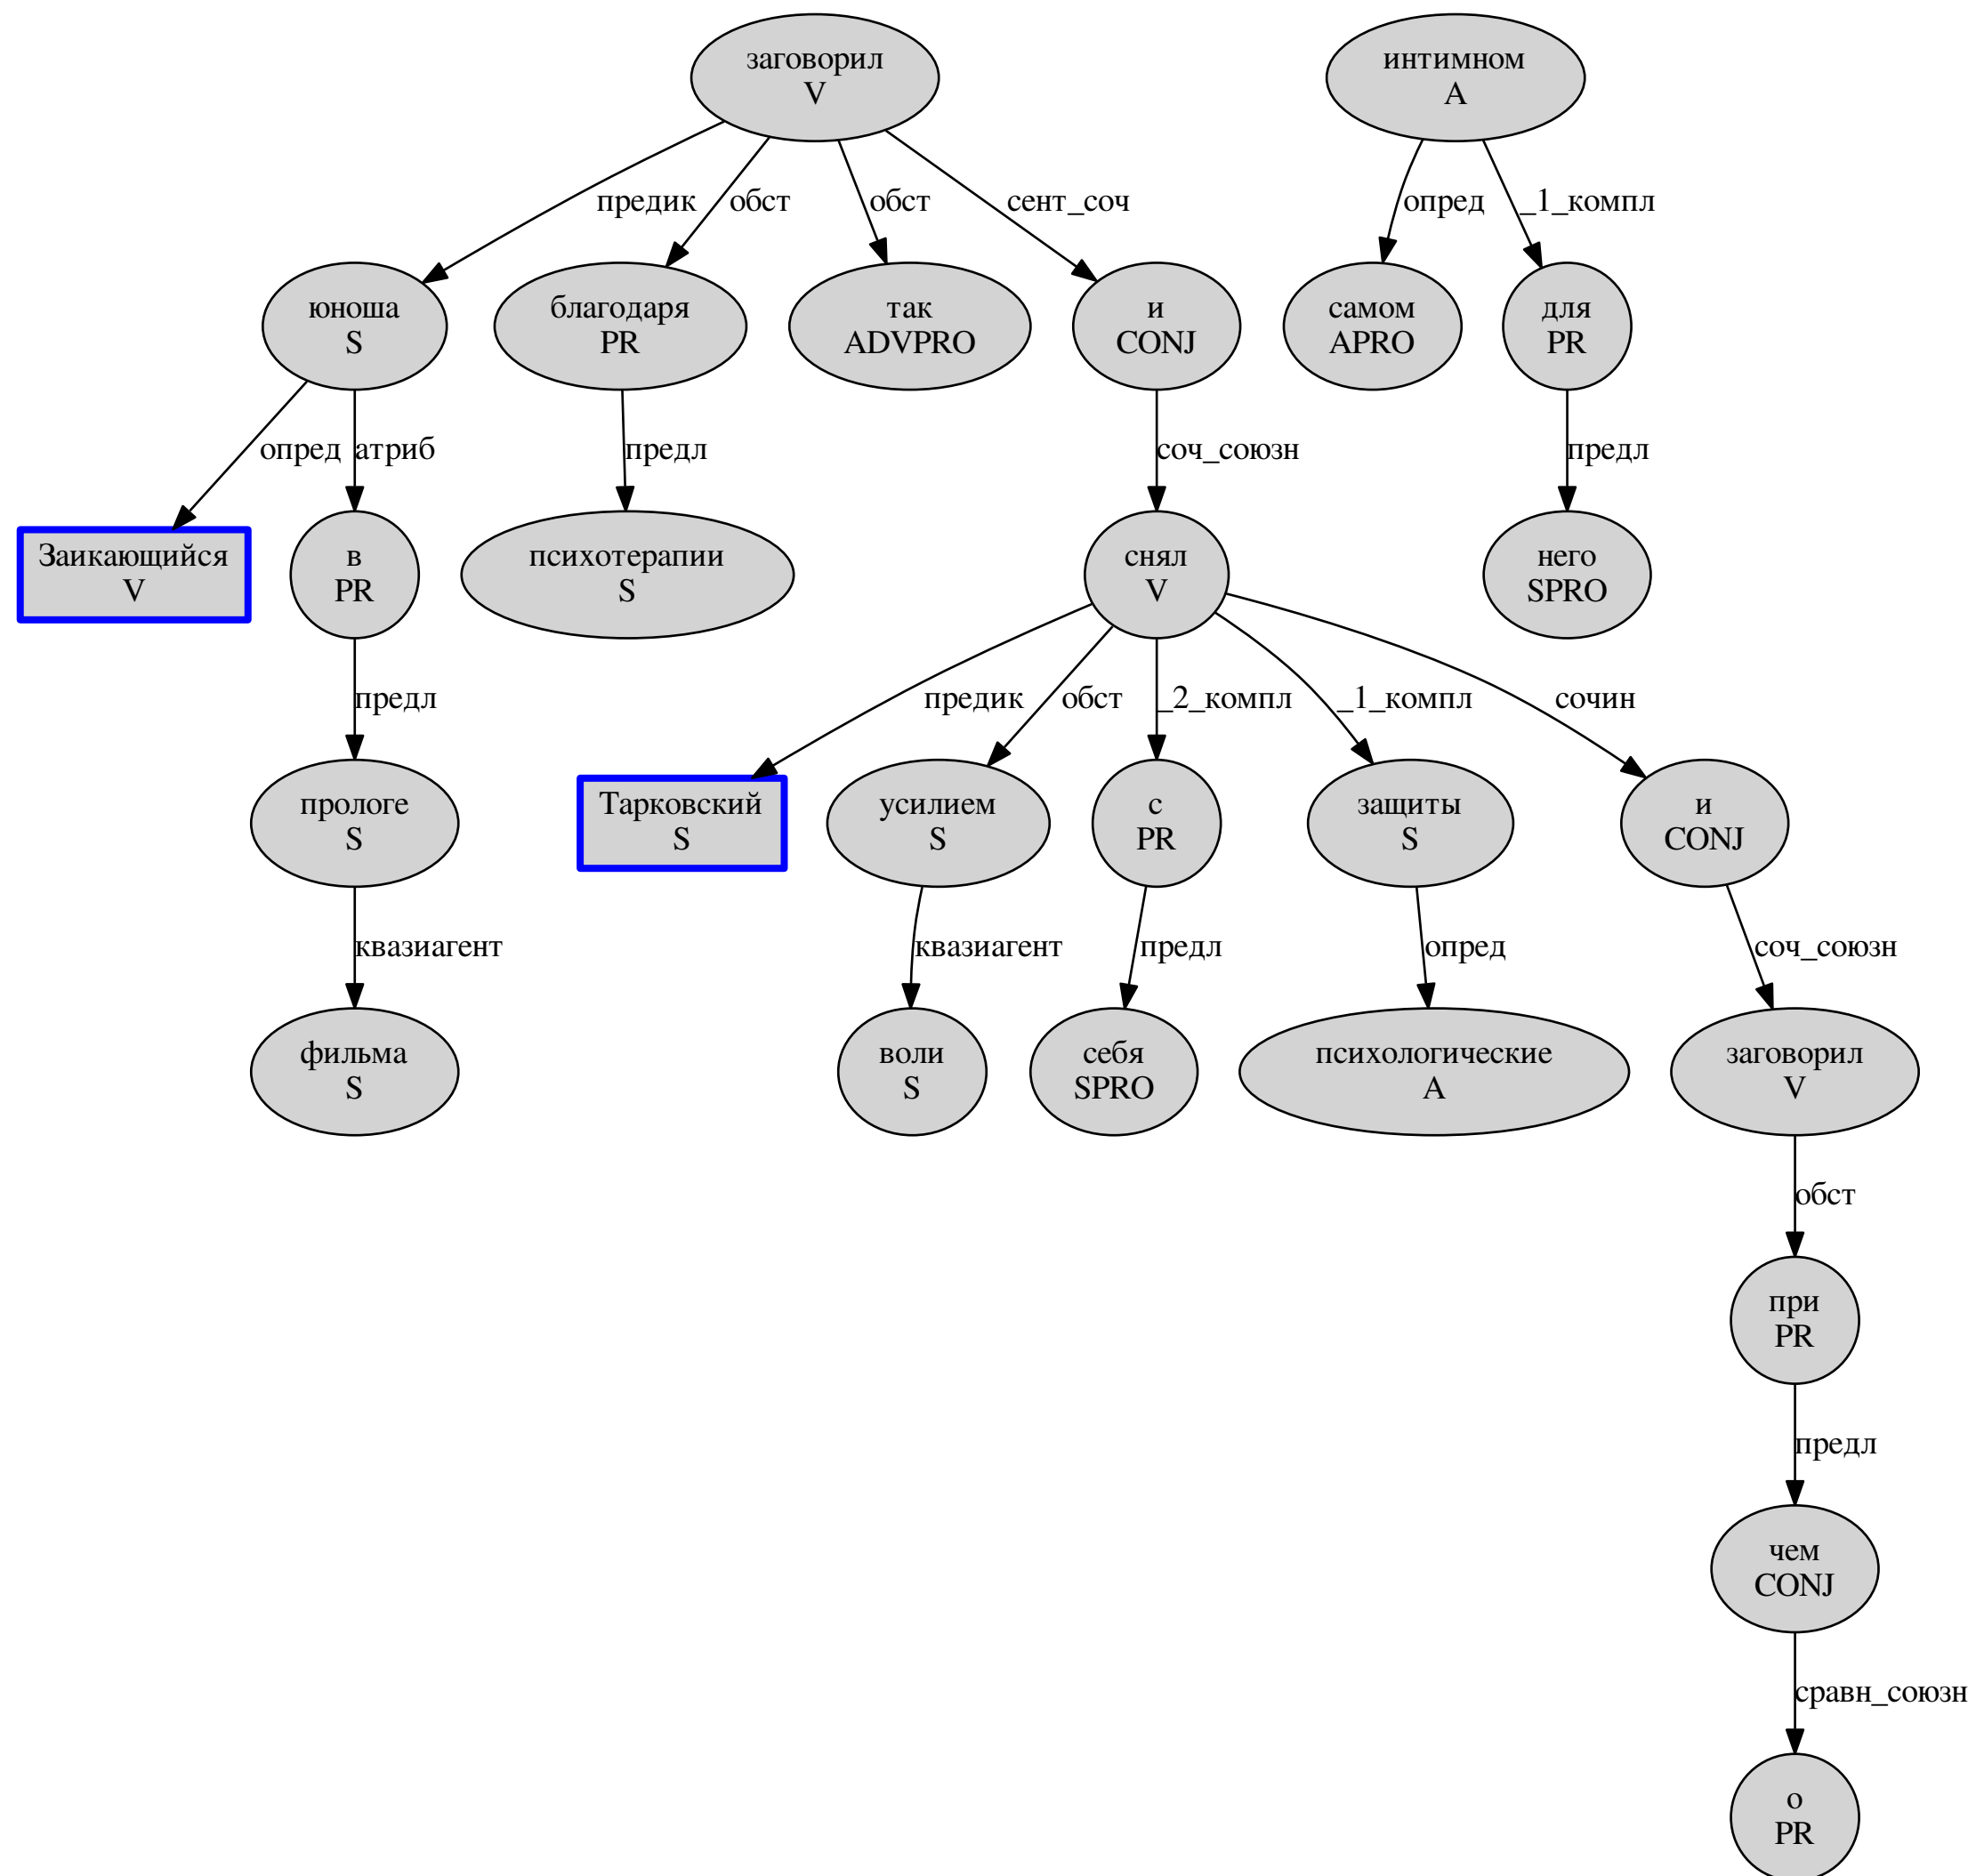 заговорил
V
интимном
A
предик
обст
обст
сент_соч
опред
_1_компл
юноша
S
благодаря
PR
так
ADVPRO
и
CONJ
самом
APRO
для
PR
опред
атриб
предл
соч_союзн
предл
Заикающийся
V
в
PR
психотерапии
S
снял
V
него
SPRO
предл
предик
обст
_2_компл
_1_компл
сочин
прологе
S
Тарковский
S
усилием
S
с
PR
защиты
S
и
CONJ
квазиагент
квазиагент
предл
опред
соч_союзн
фильма
S
воли
S
себя
SPRO
психологические
A
заговорил
V
обст
при
PR
предл
чем
CONJ
сравн_союзн
о
PR